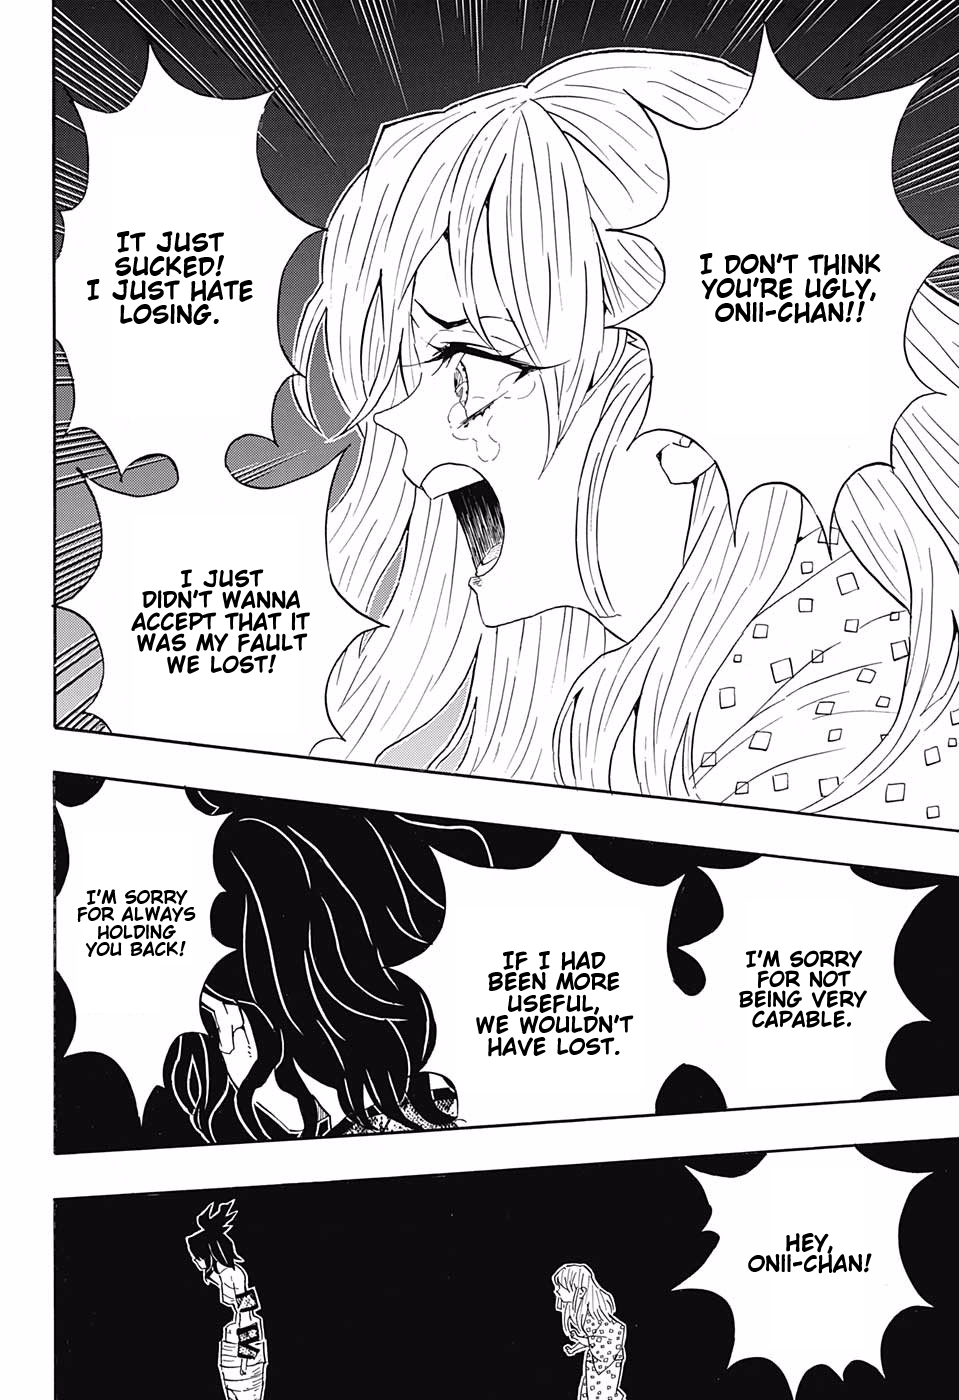 I DON'T THINK
YOU'RE UGLY,
ONII-CHAN!!
IT JUST
SUCKED!
I JUST HATE
LOSING.
I JUST
DIDN'T WANNA
ACCEPT THAT IT
WAS MY FAULT
WE LOST!
I'M SORRY
FOR NOT
BEING VERY
CAPABLE.
IF I HAD
BEEN MORE
USEFUL,
WE WOULDN'T
HAVE LOST.
I'M SORRY
FOR ALWAYS
HOLDING
YOU BACK!
HEY,
ONII-CHAN!